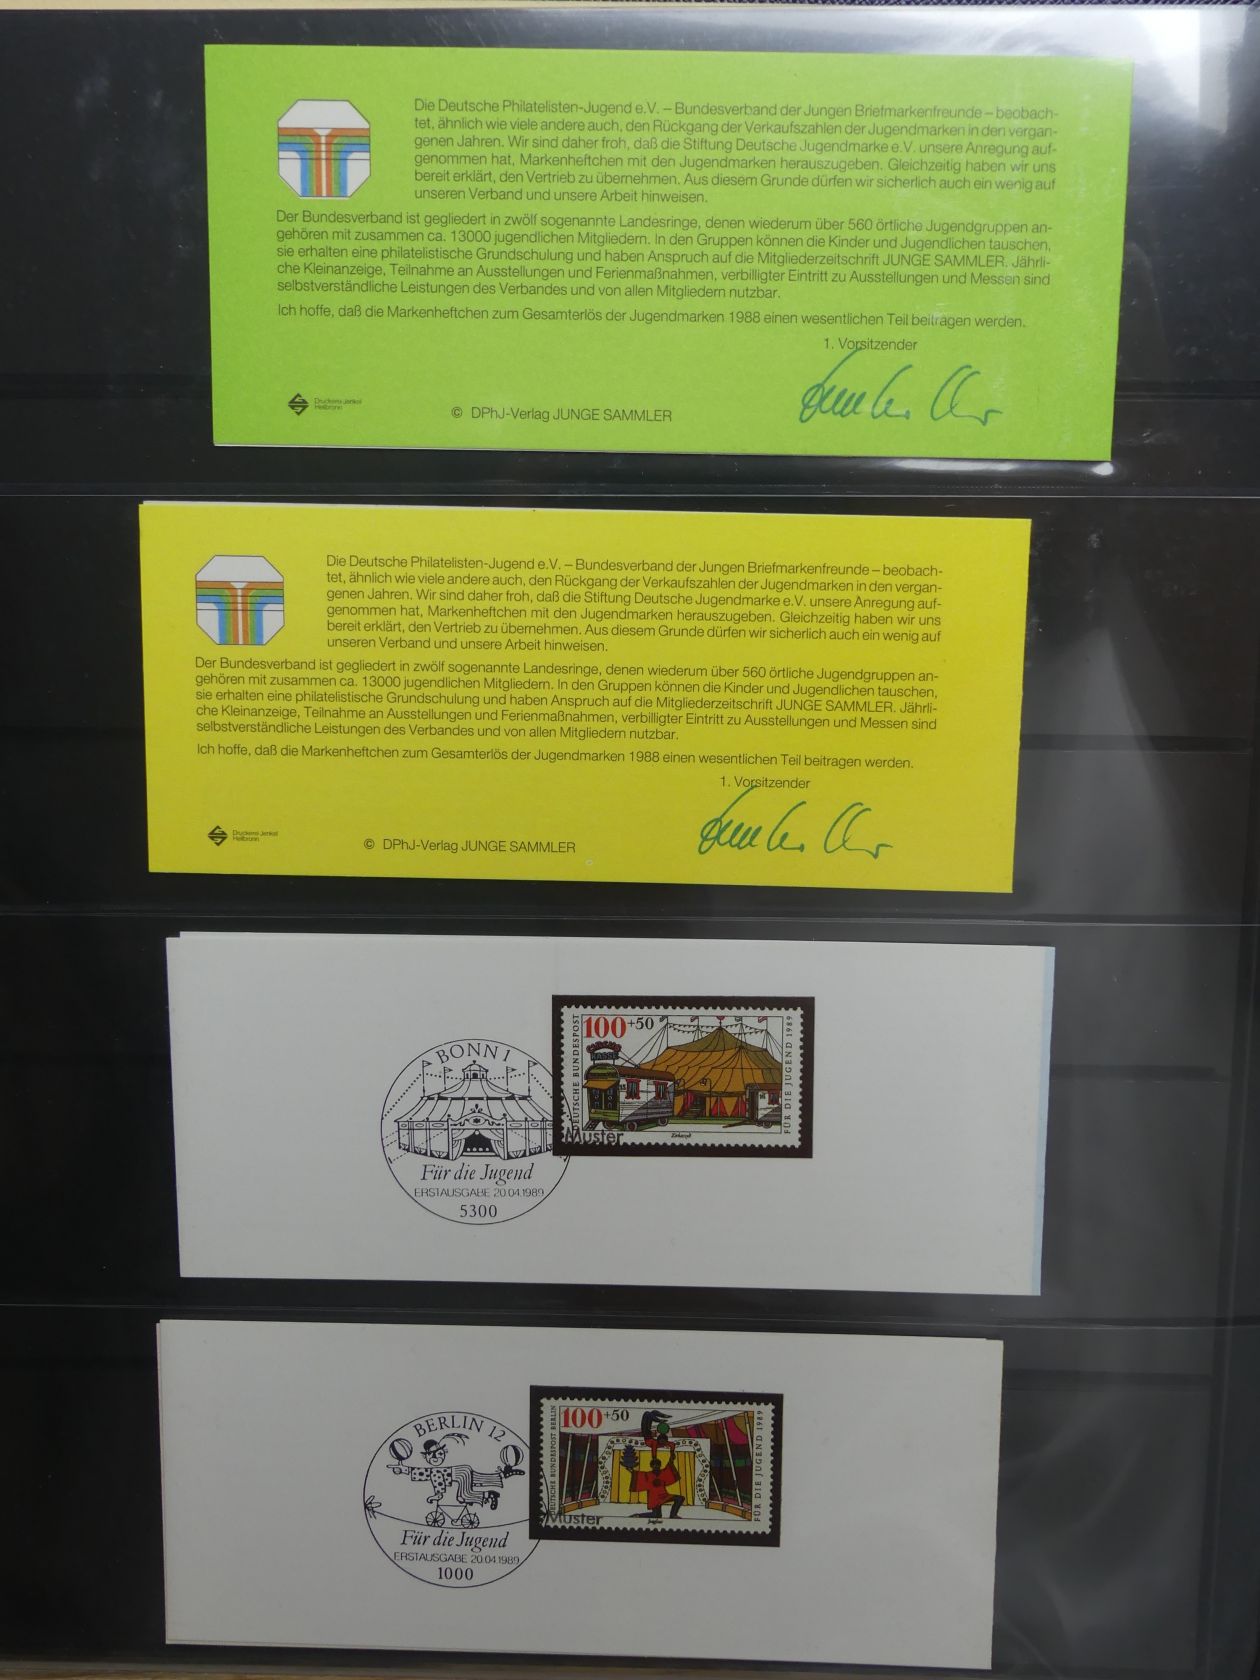 Die Deutsche Philatelisten-Jugend e.V. – Bundesverband der Jungen Briefmarkenfreunde – beobach-
tet, ähnlich wie viele andere auch, den Rückgang der Verkaufszahlen der Jugendmarken in den vergan-
genen Jahren. Wir sind daher froh, daß die Stiftung Deutsche Jugendmarke e.V. unsere Anregung auf-
genommen hat, Markenheftchen mit den Jugendmarken herauszugeben. Gleichzeitig haben wir uns
bereit erklärt, den Vertrieb zu übernehmen. Aus diesem Grunde dürfen wir sicherlich auch ein wenig auf
unseren Verband und unsere Arbeit hinweisen.
Der Bundesverband ist gegliedert in zwölf sogenannte Landesringe, denen wiederum über 560 örtliche Jugendgruppen an-
gehören mit zusammen ca. 13000 jugendlichen Mitgliedern. In den Gruppen können die Kinder und Jugendlichen tauschen,
sie erhalten eine philatelistische Grundschulung und haben Anspruch auf die Mitgliederzeitschrift JUNGE SAMMLER. Jährli-
che Kleinanzeige, Teilnahme an Ausstellungen und Ferienmaßnahmen, verbilligter Eintritt zu Ausstellungen und Messen sind
selbstverständliche Leistungen des Verbandes und von allen Mitgliedern nutzbar.
Ich hoffe, daß die Markenheftchen zum Gesamterlös der Jugendmarken 1988 einen wesentlichen Teil beitragen werden.
1. Vorsitzender
Druckerei Jenkel
Heilbronn
© DPhJ-Verlag JUNGE SAMMLER
Die Deutsche Philatelisten-Jugend e.V. – Bundesverband der Jungen Briefmarkenfreunde – beobach-
tet, ähnlich wie viele andere auch, den Rückgang der Verkaufszahlen der Jugendmarken in den vergan-
genen Jahren. Wir sind daher froh, daß die Stiftung Deutsche Jugendmarke e.V. unsere Anregung auf-
genommen hat, Markenheftchen mit den Jugendmarken herauszugeben. Gleichzeitig haben wir uns
bereit erklärt, den Vertrieb zu übernehmen. Aus diesem Grunde dürfen wir sicherlich auch ein wenig auf
unseren Verband und unsere Arbeit hinweisen.
Der Bundesverband ist gegliedert in zwölf sogenannte Landesringe, denen wiederum über 560 örtliche Jugendgruppen an-
gehören mit zusammen ca. 13000 jugendlichen Mitgliedern. In den Gruppen können die Kinder und Jugendlichen tauschen,
sie erhalten eine philatelistische Grundschulung und haben Anspruch auf die Mitgliederzeitschrift JUNGE SAMMLER. Jährli-
che Kleinanzeige, Teilnahme an Ausstellungen und Ferienmaßnahmen, verbilligter Eintritt zu Ausstellungen und Messen sind
selbstverständliche Leistungen des Verbandes und von allen Mitgliedern nutzbar.
Ich hoffe, daß die Markenheftchen zum Gesamterlös der Jugendmarken 1988 einen wesentlichen Teil beitragen werden.
1. Vorsitzender
Druckerei Jenkel
Heilbronn
© DPhJ-Verlag JUNGE SAMMLER
BONN 1
Für die Jugend
ERSTAUSGABE 20.04.1989
5300
DEUTSCHE BUNDESPOST
100+50
CIRCUS
KASSE
FÜR DIE JUGEND 1989
Muster
Zirkuszelt
BERLIN 12
Für die Jugend
ERSTAUSGABE 20.04.1989
1000
DEUTSCHE BUNDESPOST BERLIN
100+50
FÜR DIE JUGEND 1989
Muster
Jongleur